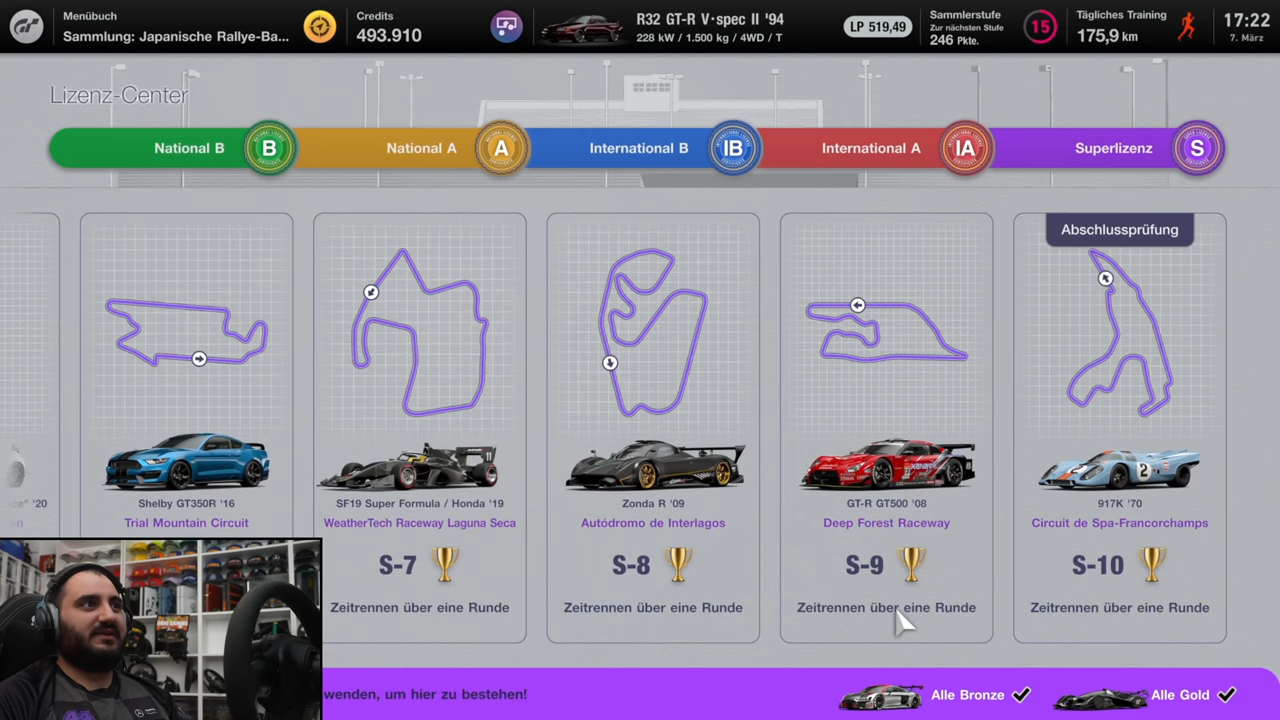 Menübuch
Sammlung: Japanische Rallye-Ba...
Credits
493.910
R32 GT-R V·spec II '94
228 kW / 1.500 kg / 4WD / T
LP 519,49
Sammlerstufe
Zur nächsten Stufe
246 Pkte.
15
Tägliches Training
175,9 km
17:22
7. März
Lizenz-Center
National B
B
National A
A
International B
IB
International A
IA
Superlizenz
S
Abschlussprüfung
'20
Shelby GT350R '16
Trial Mountain Circuit
SF19 Super Formula / Honda '19
WeatherTech Raceway Laguna Seca
S-7
Zeitrennen über eine Runde
Zonda R '09
Autódromo de Interlagos
S-8
Zeitrennen über eine Runde
GT-R GT500 '08
Deep Forest Raceway
S-9
Zeitrennen über eine Runde
917K '70
Circuit de Spa-Francorchamps
S-10
Zeitrennen über eine Runde
wenden, um hier zu bestehen!
Alle Bronze
Alle Gold